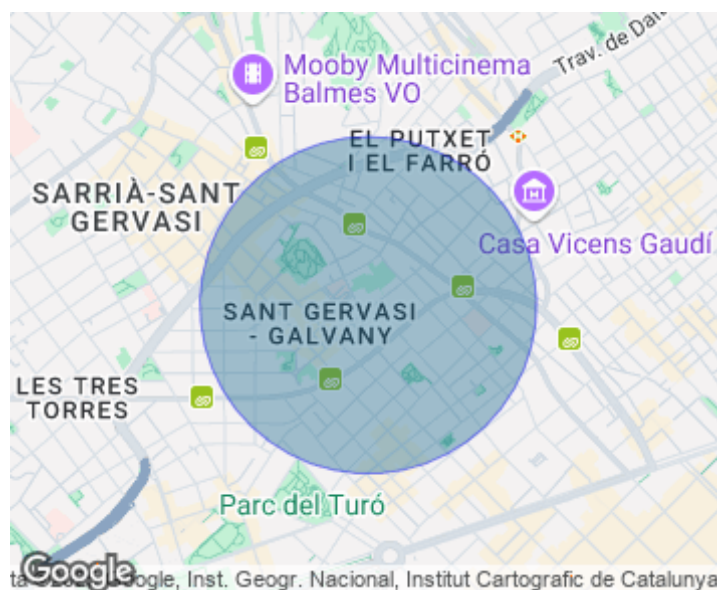 Mooby Multicinema
Balmes VO
Trav. de Dal
EL PUTXET
I EL FARRÓ
SARRIÀ-SANT
GERVASI
Casa Vicens Gaudí
SANT GERVASI
- GALVANY
LES TRES
TORRES
Parc del Turó
Google
Google, Inst. Geogr. Nacional, Institut Cartografic de Catalunya